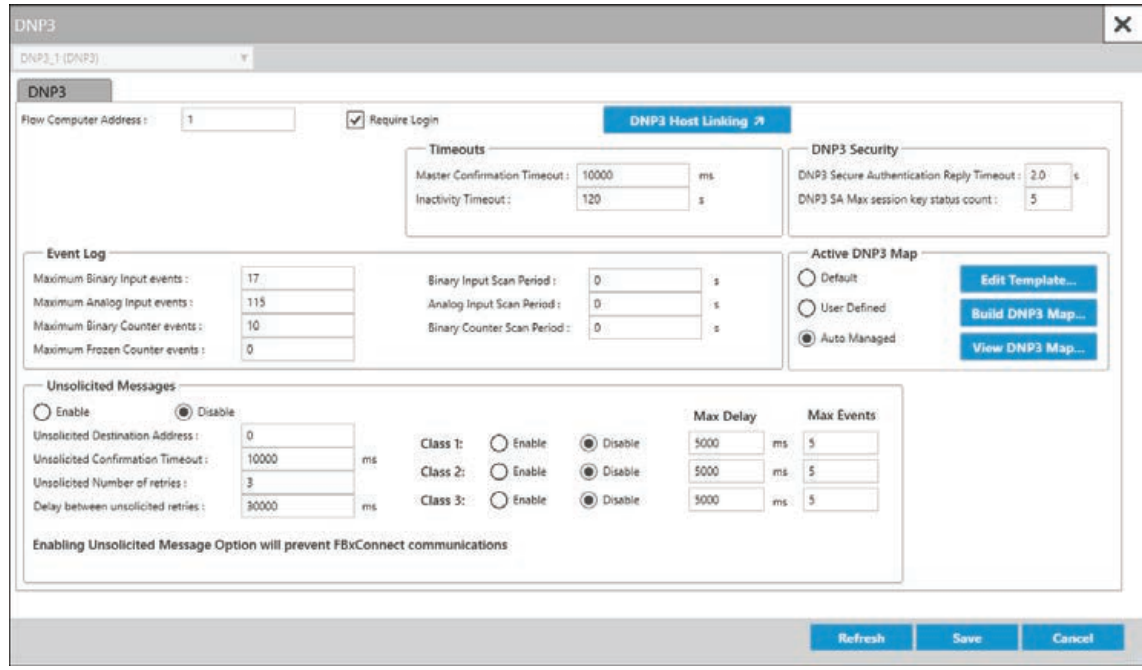 DNP3
DNP3_1 (DNP3)
DNP3
Flow Computer Address : 1 Require Login DNP3 Host Linking
Timeouts
Master Confirmation Timeout : 10000 ms
Inactivity Timeout : 120 s
DNP3 Security
DNP3 Secure Authentication Reply Timeout : 2.0 s
DNP3 SA Max session key status count : 5
Event Log
Maximum Binary Input events : 17
Maximum Analog Input events : 115
Maximum Binary Counter events : 10
Maximum Frozen Counter events : 0
Binary Input Scan Period : 0 s
Analog Input Scan Period : 0 s
Binary Counter Scan Period : 0 s
Active DNP3 Map
Default
User Defined
Auto Managed
Edit Template...
Build DNP3 Map...
View DNP3 Map...
Unsolicited Messages
Enable Disable
Unsolicited Destination Address : 0
Unsolicited Confirmation Timeout : 10000 ms
Unsolicited Number of retries : 3
Delay between unsolicited retries : 30000 ms
Max Delay Max Events
Class 1: Enable Disable 5000 ms 5
Class 2: Enable Disable 5000 ms 5
Class 3: Enable Disable 5000 ms 5
Enabling Unsolicited Message Option will prevent FBxConnect communications
Refresh Save Cancel